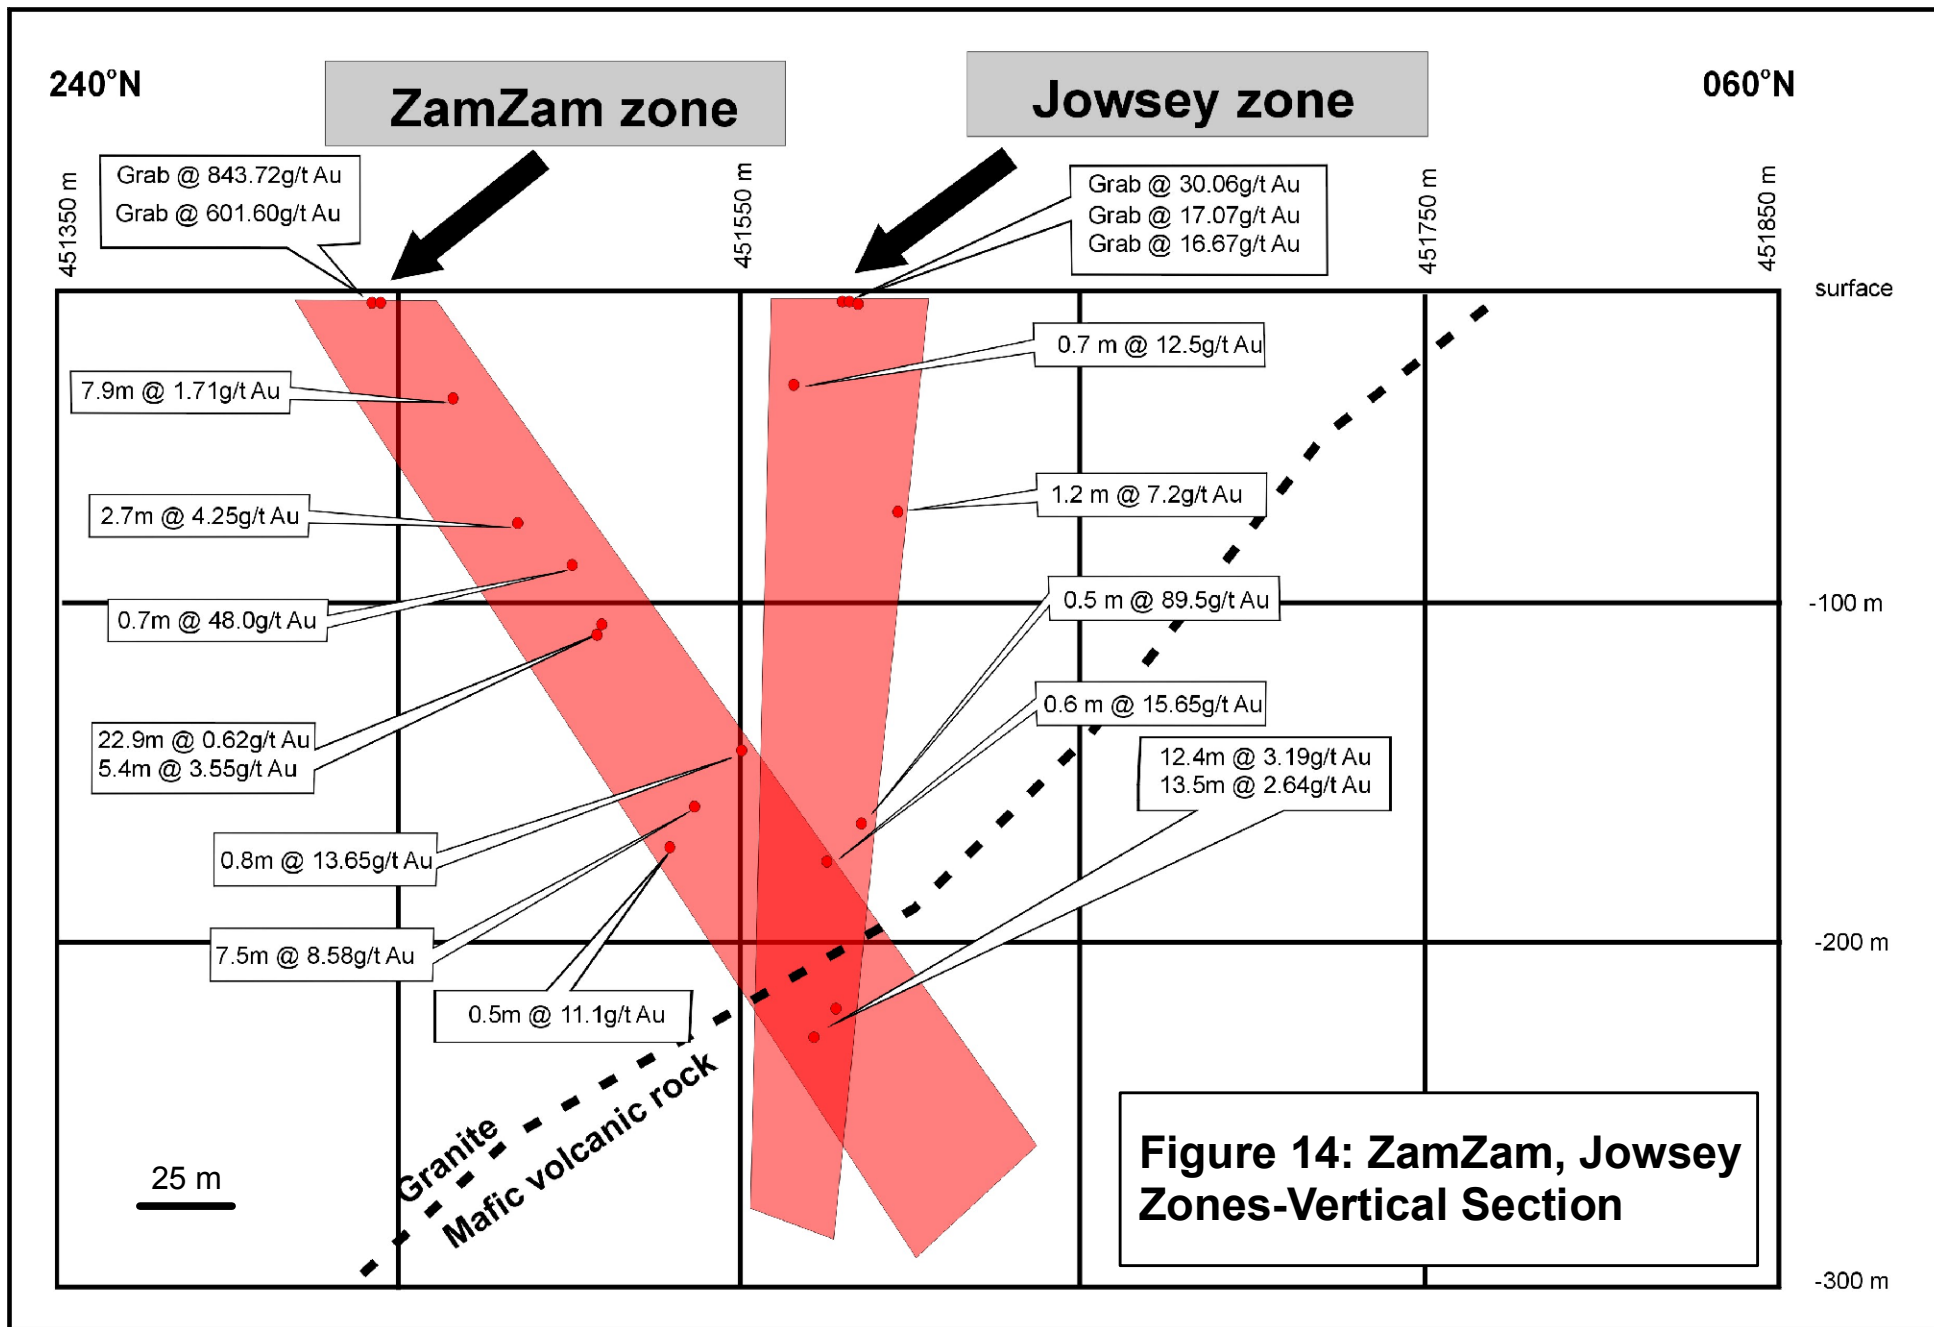 240°N
ZamZam zone
Jowsey zone
060°N
451350 m
451550 m
451750 m
451850 m
Grab @ 843.72g/t Au
Grab @ 601.60g/t Au
Grab @ 30.06g/t Au
Grab @ 17.07g/t Au
Grab @ 16.67g/t Au
surface
0.7 m @ 12.5g/t Au
7.9m @ 1.71g/t Au
1.2 m @ 7.2g/t Au
2.7m @ 4.25g/t Au
0.5 m @ 89.5g/t Au
-100 m
0.7m @ 48.0g/t Au
0.6 m @ 15.65g/t Au
22.9m @ 0.62g/t Au
5.4m @ 3.55g/t Au
12.4m @ 3.19g/t Au
13.5m @ 2.64g/t Au
0.8m @ 13.65g/t Au
7.5m @ 8.58g/t Au
-200 m
0.5m @ 11.1g/t Au
Granite
Mafic volcanic rock
25 m
Figure 14: ZamZam, Jowsey
Zones-Vertical Section
-300 m